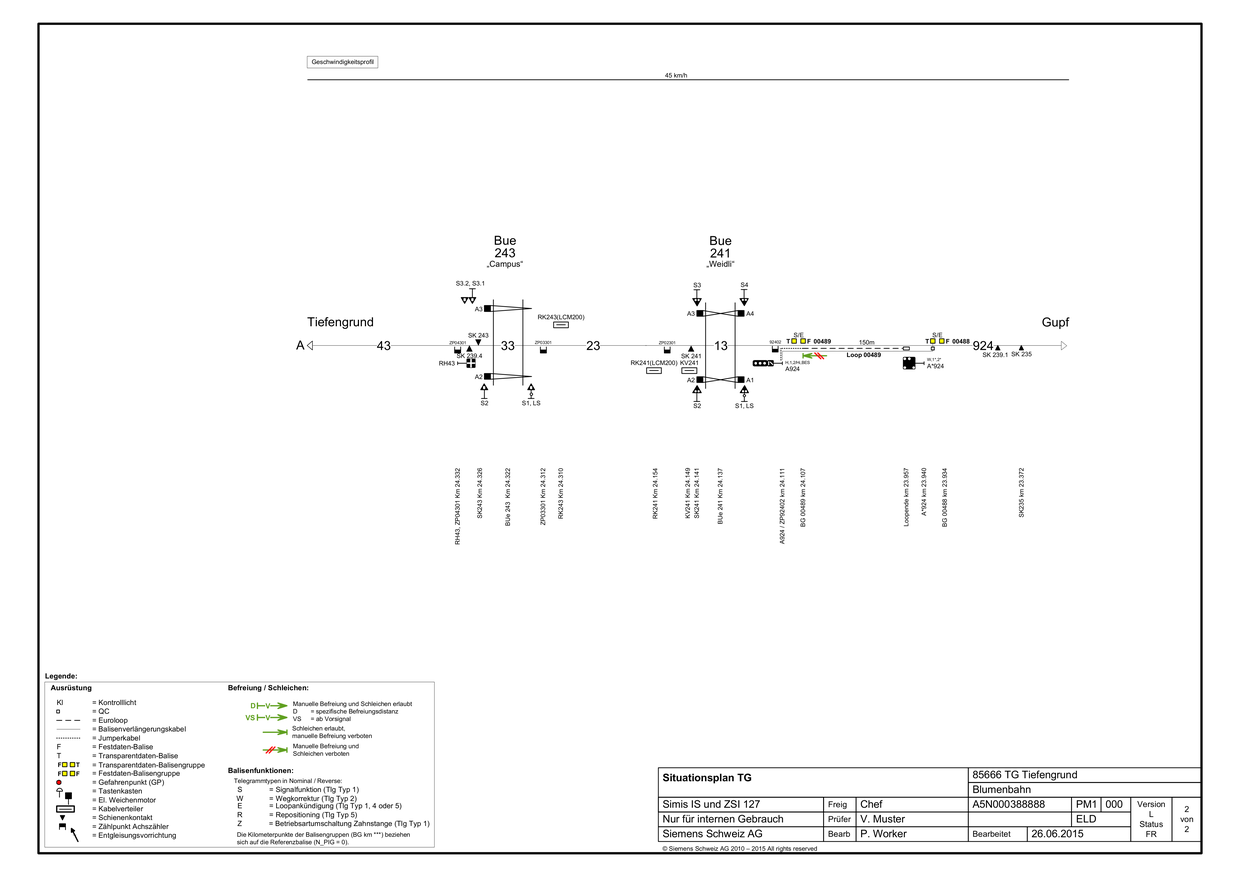 Geschwindigkeitsprofil
45 km/h
Bue
243
„Campus“
Bue
241
„Weidli“
S3.2, S3.1
S3
S4
A3
RK243(LCM200)
A3
A4
Tiefengrund
Gupf
SK 243
S/E
S/E
A
43
ZP04301
33
ZP03301
23
ZP02301
13
92402
T
F 00489
150m
T
F 00488
924
SK 239.4
SK 241
Loop 00489
SK 239.1
SK 235
RH43
RK241(LCM200)
KV241
H,1,2/HI,BES
A924
W,1*,2*
A*924
A2
A2
A1
S2
S1, LS
S2
S1, LS
RH43, ZP04301 Km 24.332
SK243 Km 24.326
BUe 243 Km 24.322
ZP03301 Km 24.312
RK243 Km 24.310
RK241 Km 24.154
KV241 Km 24.149
SK241 Km 24.141
BUe 241 Km 24.137
A924 / ZP92402 km 24.111
BG 00489 km 24.107
Loopende km 23.957
A*924 km 23.940
BG 00488 km 23.934
SK235 km 23.372
Legende:
Ausrüstung
Kl = Kontrolllicht
= QC
= Euroloop
= Balisenverlängerungskabel
= Jumperkabel
F = Festdaten-Balise
T = Transparentdaten-Balise
F T = Transparentdaten-Balisengruppe
F F = Festdaten-Balisengruppe
= Gefahrenpunkt (GP)
= Tastenkasten
= El. Weichenmotor
= Kabelverteiler
= Schienenkontakt
= Zählpunkt Achszähler
= Entgleisungsvorrichtung
Befreiung / Schleichen:
D V Manuelle Befreiung und Schleichen erlaubt
D = spezifische Befreiungsdistanz
VS V VS = ab Vorsignal
Schleichen erlaubt,
manuelle Befreiung verboten
Manuelle Befreiung und
Schleichen verboten
Balisenfunktionen:
Telegrammtypen in Nominal / Reverse:
S = Signalfunktion (Tlg Typ 1)
W = Wegkorrektur (Tlg Typ 2)
E = Loopankündigung (Tlg Typ 1, 4 oder 5)
R = Repositioning (Tlg Typ 5)
Z = Betriebsartumschaltung Zahnstange (Tlg Typ 1)
Die Kilometerpunkte der Balisengruppen (BG km ***) beziehen
sich auf die Referenzbalise (N_PIG = 0).
Situationsplan TG
85666 TG Tiefengrund
Blumenbahn
Simis IS und ZSI 127
Freig
Chef
A5N000388888
PM1
000
Version
L
Status
FR
2
von
2
Nur für internen Gebrauch
Prüfer
V. Muster
ELD
Siemens Schweiz AG
Bearb
P. Worker
Bearbeitet
26.06.2015
© Siemens Schweiz AG 2010 – 2015 All rights reserved